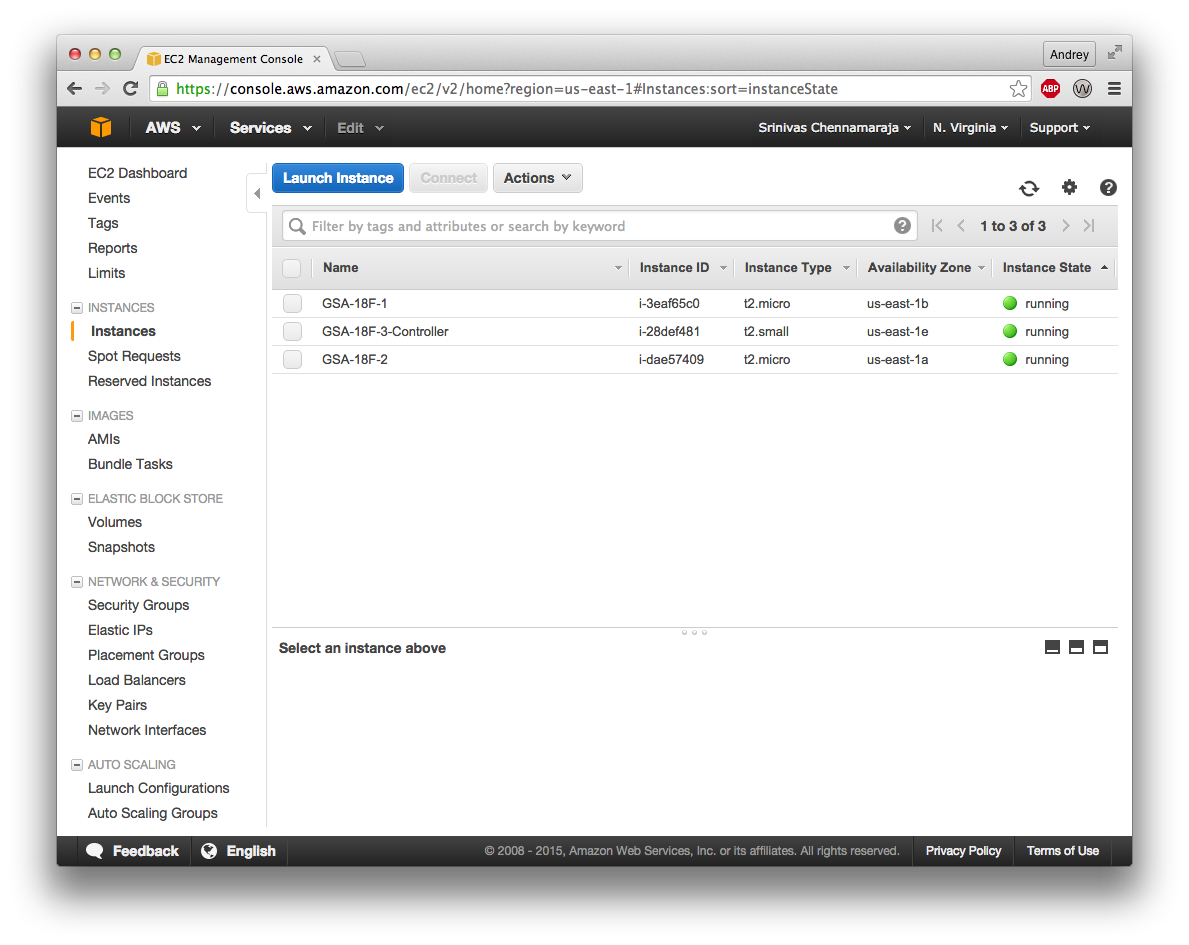 EC2 Management Console
Andrey
https://console.aws.amazon.com/ec2/v2/home?region=us-east-1#Instances:sort=instanceState
ABP
W
AWS Services Edit Srinivas Chennamaraja N. Virginia Support
EC2 Dashboard
Events
Tags
Reports
Limits
INSTANCES
Instances
Spot Requests
Reserved Instances
IMAGES
AMIs
Bundle Tasks
ELASTIC BLOCK STORE
Volumes
Snapshots
NETWORK & SECURITY
Security Groups
Elastic IPs
Placement Groups
Load Balancers
Key Pairs
Network Interfaces
AUTO SCALING
Launch Configurations
Auto Scaling Groups
Launch Instance Connect Actions
Filter by tags and attributes or search by keyword 1 to 3 of 3
Name Instance ID Instance Type Availability Zone Instance State
GSA-18F-1 i-3eaf65c0 t2.micro us-east-1b running
GSA-18F-3-Controller i-28def481 t2.small us-east-1e running
GSA-18F-2 i-dae57409 t2.micro us-east-1a running
Select an instance above
Feedback English © 2008 - 2015, Amazon Web Services, Inc. or its affiliates. All rights reserved. Privacy Policy Terms of Use